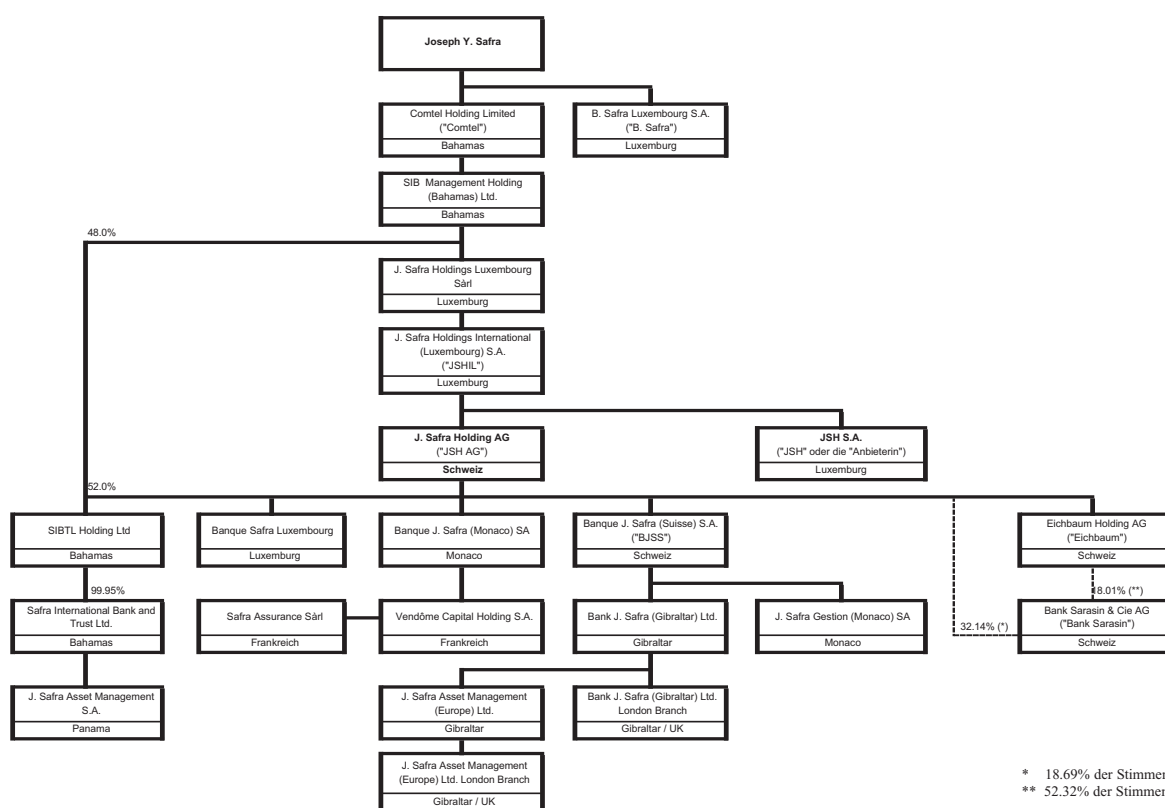 Joseph Y. Safra
Comtel Holding Limited
("Comtel")
Bahamas
B. Safra Luxembourg S.A.
("B. Safra")
Luxemburg
SIB Management Holding
(Bahamas) Ltd.
Bahamas
48.0%
J. Safra Holdings Luxembourg
Sàrl
Luxemburg
J. Safra Holdings International
(Luxembourg) S.A.
("JSHIL")
Luxemburg
J. Safra Holding AG
("JSH AG")
Schweiz
JSH S.A.
("JSH" oder die "Anbieterin")
Luxemburg
52.0%
SIBTL Holding Ltd
Bahamas
Banque Safra Luxembourg
Luxemburg
Banque J. Safra (Monaco) SA
Monaco
Banque J. Safra (Suisse) S.A.
("BJSS")
Schweiz
Eichbaum Holding AG
("Eichbaum")
Schweiz
99.95%
8.01% (**)
Safra International Bank and
Trust Ltd.
Bahamas
Safra Assurance Sàrl
Frankreich
Vendôme Capital Holding S.A.
Frankreich
Bank J. Safra (Gibraltar) Ltd.
Gibraltar
J. Safra Gestion (Monaco) SA
Monaco
32.14% (*)
Bank Sarasin & Cie AG
("Bank Sarasin")
Schweiz
J. Safra Asset Management
S.A.
Panama
J. Safra Asset Management
(Europe) Ltd.
Gibraltar
Bank J. Safra (Gibraltar) Ltd.
London Branch
Gibraltar / UK
J. Safra Asset Management
(Europe) Ltd. London Branch
Gibraltar / UK
* 18.69% der Stimmen
** 52.32% der Stimmen